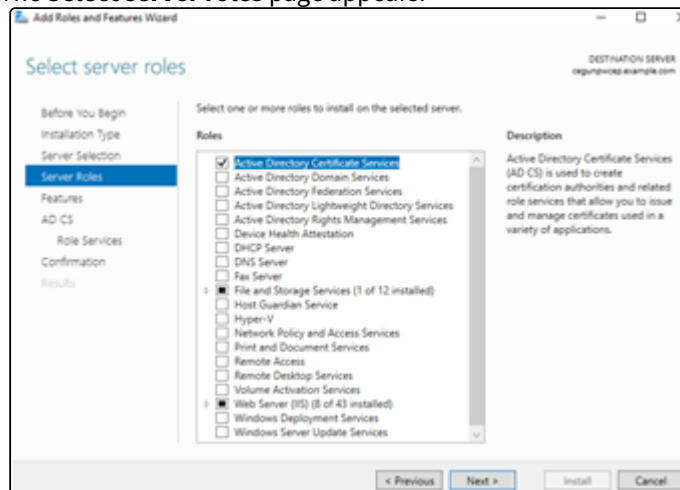 The Select server roles page appears.
Add Roles and Features Wizard
Select server roles
DESTINATION SERVER
cegunpwcep.example.com
Before You Begin
Installation Type
Server Selection
Server Roles
Features
AD CS
Role Services
Confirmation
Results
Select one or more roles to install on the selected server.
Roles
Active Directory Certificate Services
Active Directory Domain Services
Active Directory Federation Services
Active Directory Lightweight Directory Services
Active Directory Rights Management Services
Device Health Attestation
DHCP Server
DNS Server
Fax Server
File and Storage Services (1 of 12 installed)
Host Guardian Service
Hyper-V
Network Policy and Access Services
Print and Document Services
Remote Access
Remote Desktop Services
Volume Activation Services
Web Server (IIS) (8 of 43 installed)
Windows Deployment Services
Windows Server Update Services
Description
Active Directory Certificate Services
(AD CS) is used to create
certification authorities and related
role services that allow you to issue
and manage certificates used in a
variety of applications.
< Previous
Next >
Install
Cancel